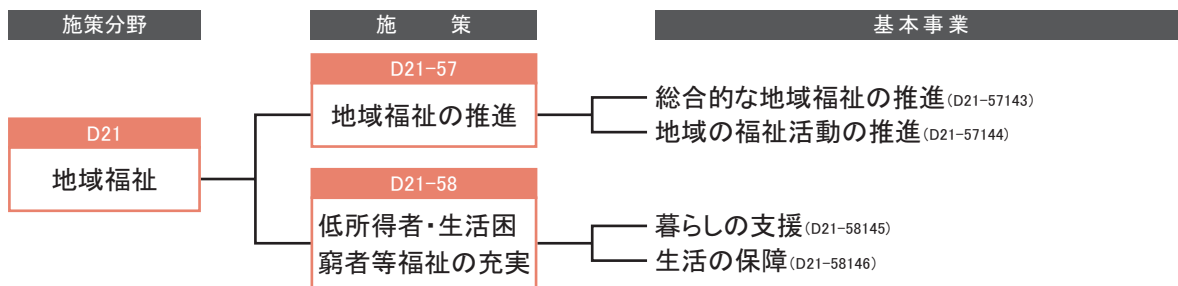 施策分野
施策
基本事業
D21
地域福祉
D21-57
地域福祉の推進
総合的な地域福祉の推進(D21-57143)
地域の福祉活動の推進(D21-57144)
D21-58
低所得者・生活困
窮者等福祉の充実
暮らしの支援(D21-58145)
生活の保障(D21-58146)